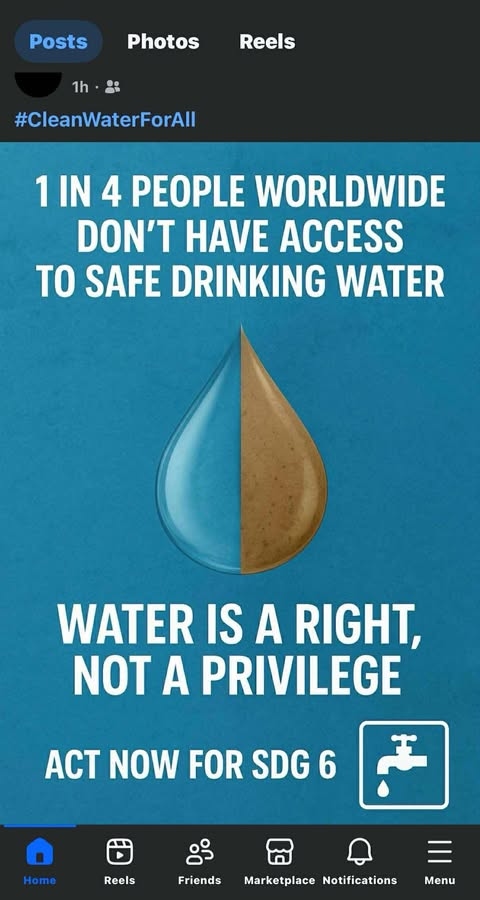 Posts Photos Reels
1h ·
#CleanWaterForAll
1 IN 4 PEOPLE WORLDWIDE
DON'T HAVE ACCESS
TO SAFE DRINKING WATER
WATER IS A RIGHT,
NOT A PRIVILEGE
ACT NOW FOR SDG 6
Home Reels Friends Marketplace Notifications Menu